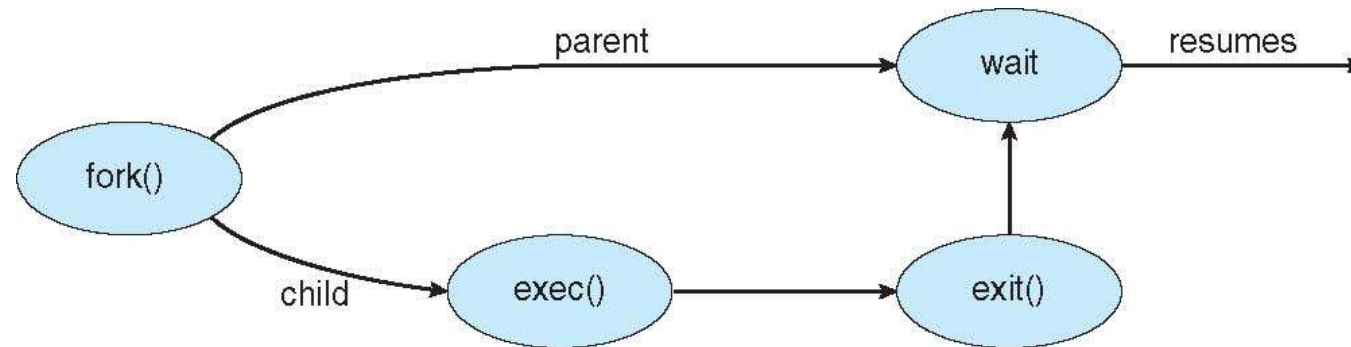 parent
wait
resumes
fork()
child
exec()
exit()